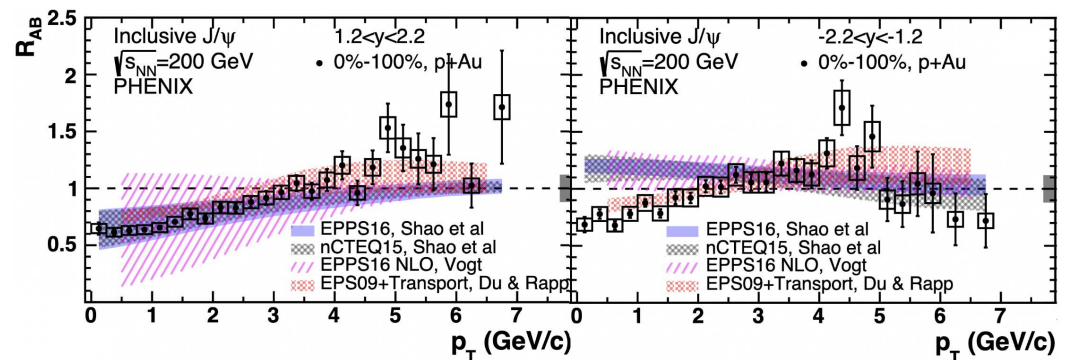 R_AB
2.5
2
1.5
1
0.5
Inclusive J/ψ 1.2<y<2.2
√s_NN=200 GeV • 0%-100%, p+Au
PHENIX
EPPS16, Shao et al
nCTEQ15, Shao et al
EPPS16 NLO, Vogt
EPS09+Transport, Du & Rapp
0 1 2 3 4 5 6 7
p_T (GeV/c)
Inclusive J/ψ -2.2<y<-1.2
√s_NN=200 GeV • 0%-100%, p+Au
PHENIX
EPPS16, Shao et al
nCTEQ15, Shao et al
EPPS16 NLO, Vogt
EPS09+Transport, Du & Rapp
0 1 2 3 4 5 6 7
p_T (GeV/c)